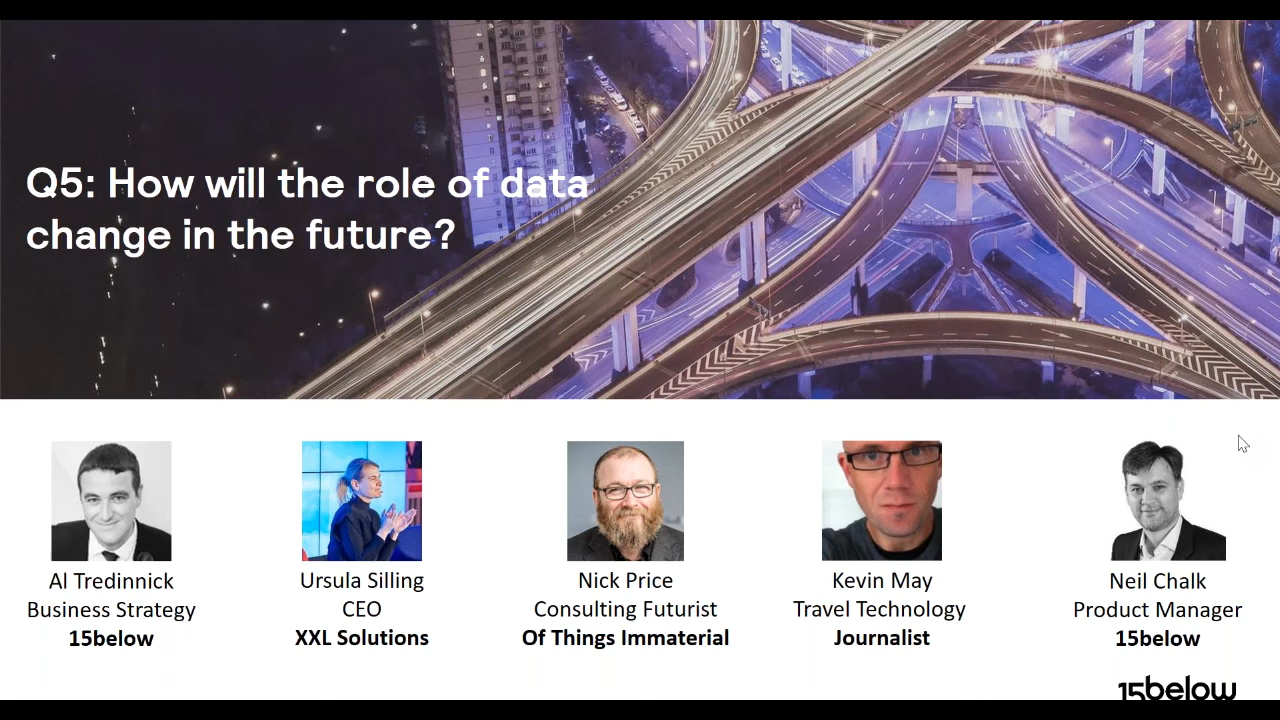 Q5: How will the role of data
change in the future?
Al Tredinnick
Business Strategy
15below
Ursula Silling
CEO
XXL Solutions
Nick Price
Consulting Futurist
Of Things Immaterial
Kevin May
Travel Technology
Journalist
Neil Chalk
Product Manager
15below
15below